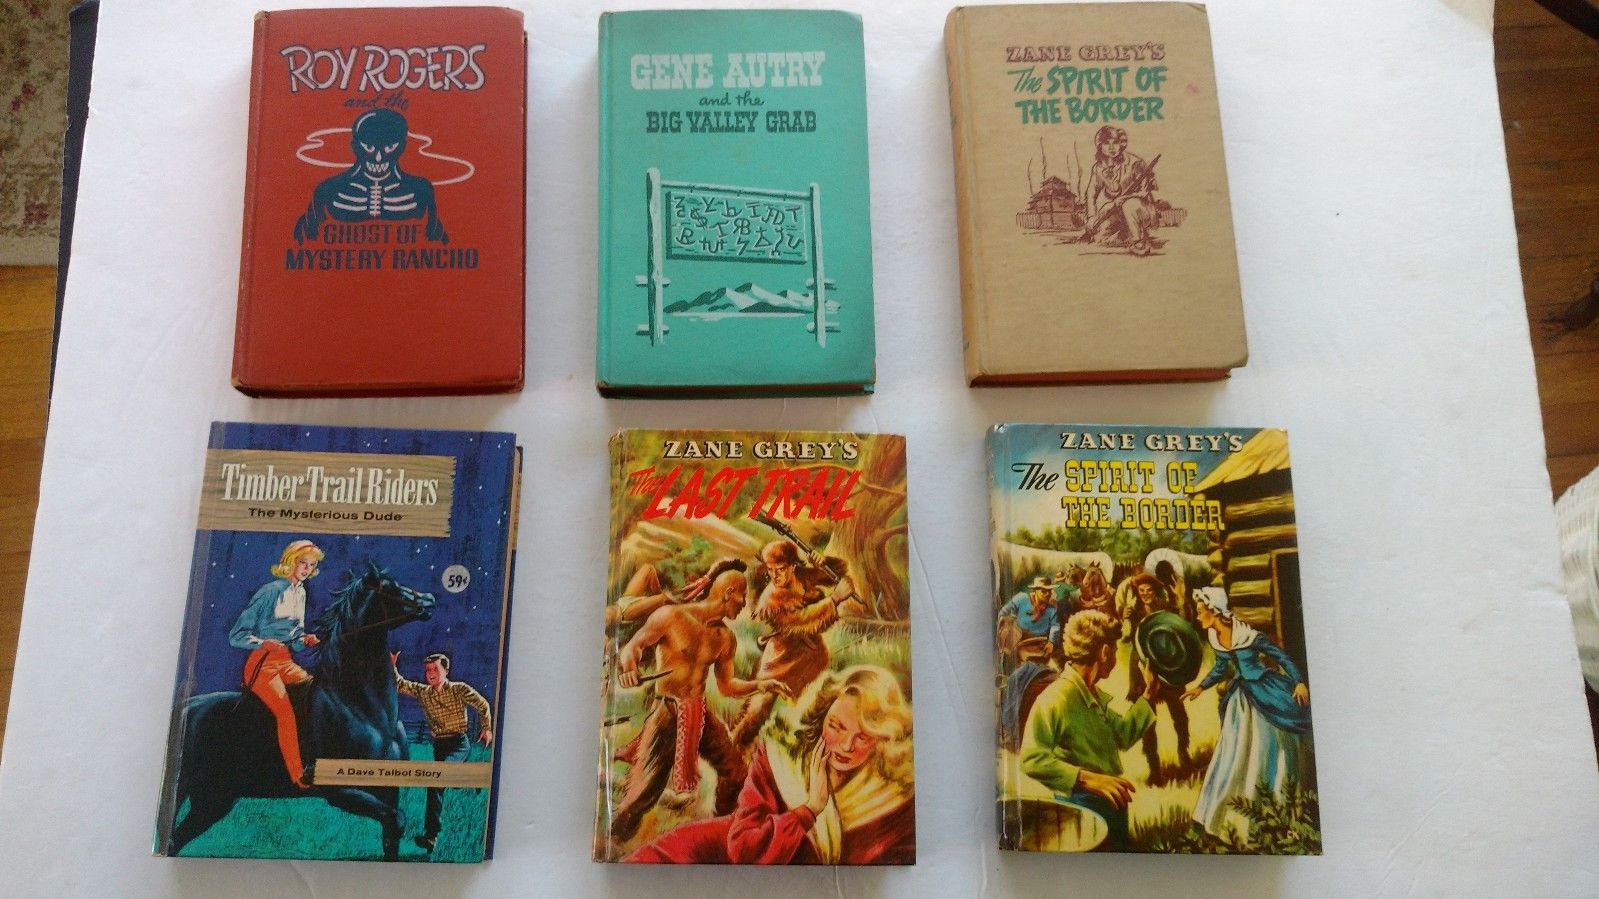 ROY ROGERS
and the
GHOST OF
MYSTERY RANCHO
GENE AUTRY
and the
BIG VALLEY GRAB
ZANE GREY'S
The SPIRIT OF
THE BORDER
Timber Trail Riders
The Mysterious Dude
59¢
A Dave Talbot Story
ZANE GREY'S
The LAST TRAIL
ZANE GREY'S
The SPIRIT OF
THE BORDER